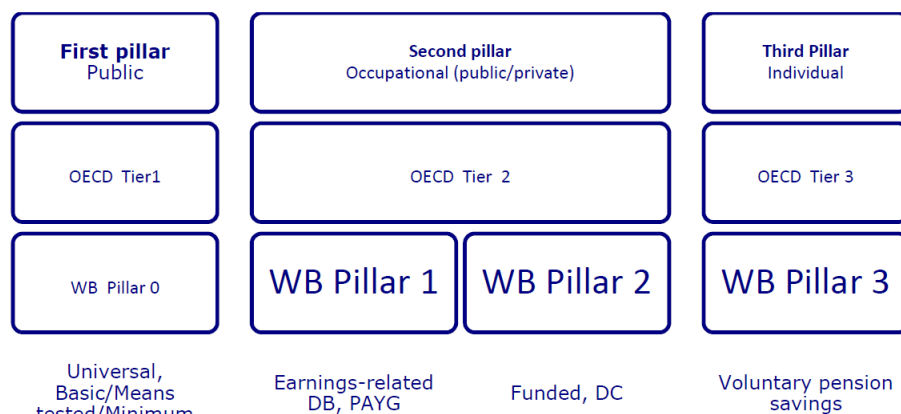 First pillar
Public
Second pillar
Occupational (public/private)
Third Pillar
Individual
OECD Tier1
OECD Tier 2
OECD Tier 3
WB Pillar 0
WB Pillar 1
WB Pillar 2
WB Pillar 3
Universal,
Basic/Means
tested/Minimum
Earnings-related
DB, PAYG
Funded, DC
Voluntary pension
savings